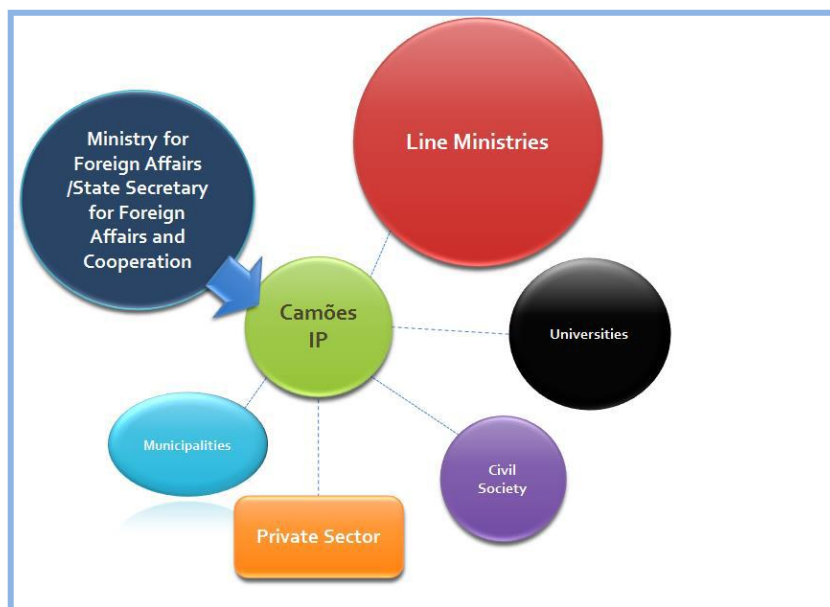 Ministry for
Foreign Affairs
/State Secretary
for Foreign
Affairs and
Cooperation
Line Ministries
Camões
IP
Universities
Municipalities
Civil
Society
Private Sector